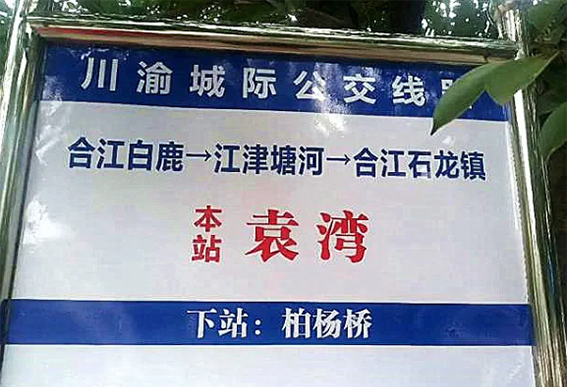 川渝城际公交线
合江白鹿→江津塘河→合江石龙镇
本站 袁湾
下站：柏杨桥